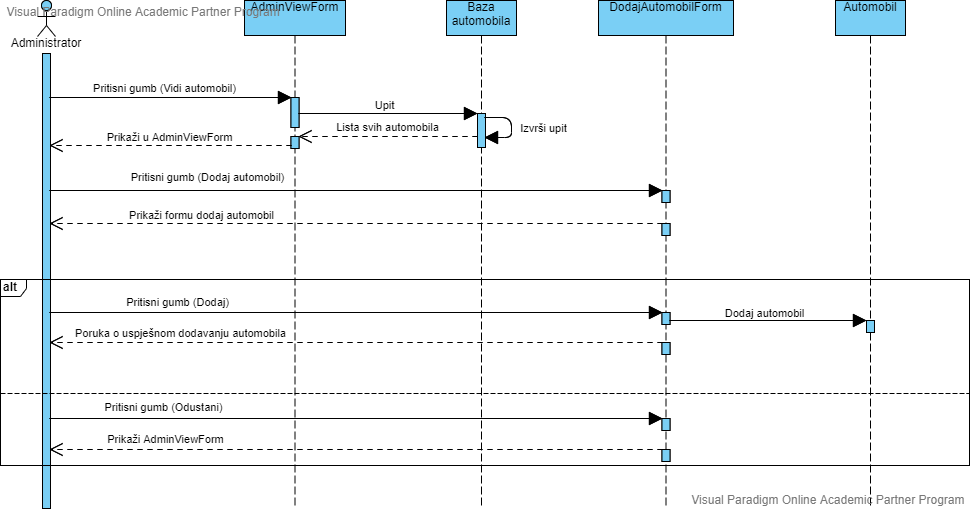 Visual Paradigm Online Academic Partner Program
Administrator
AdminViewForm
Baza
automobila
DodajAutomobilForm
Automobil
Pritisni gumb (Vidi automobil)
Upit
Izvrši upit
Lista svih automobila
Prikaži u AdminViewForm
Pritisni gumb (Dodaj automobil)
Prikaži formu dodaj automobil
alt
Pritisni gumb (Dodaj)
Dodaj automobil
Poruka o uspješnom dodavanju automobila
Pritisni gumb (Odustani)
Prikaži AdminViewForm
Visual Paradigm Online Academic Partner Program